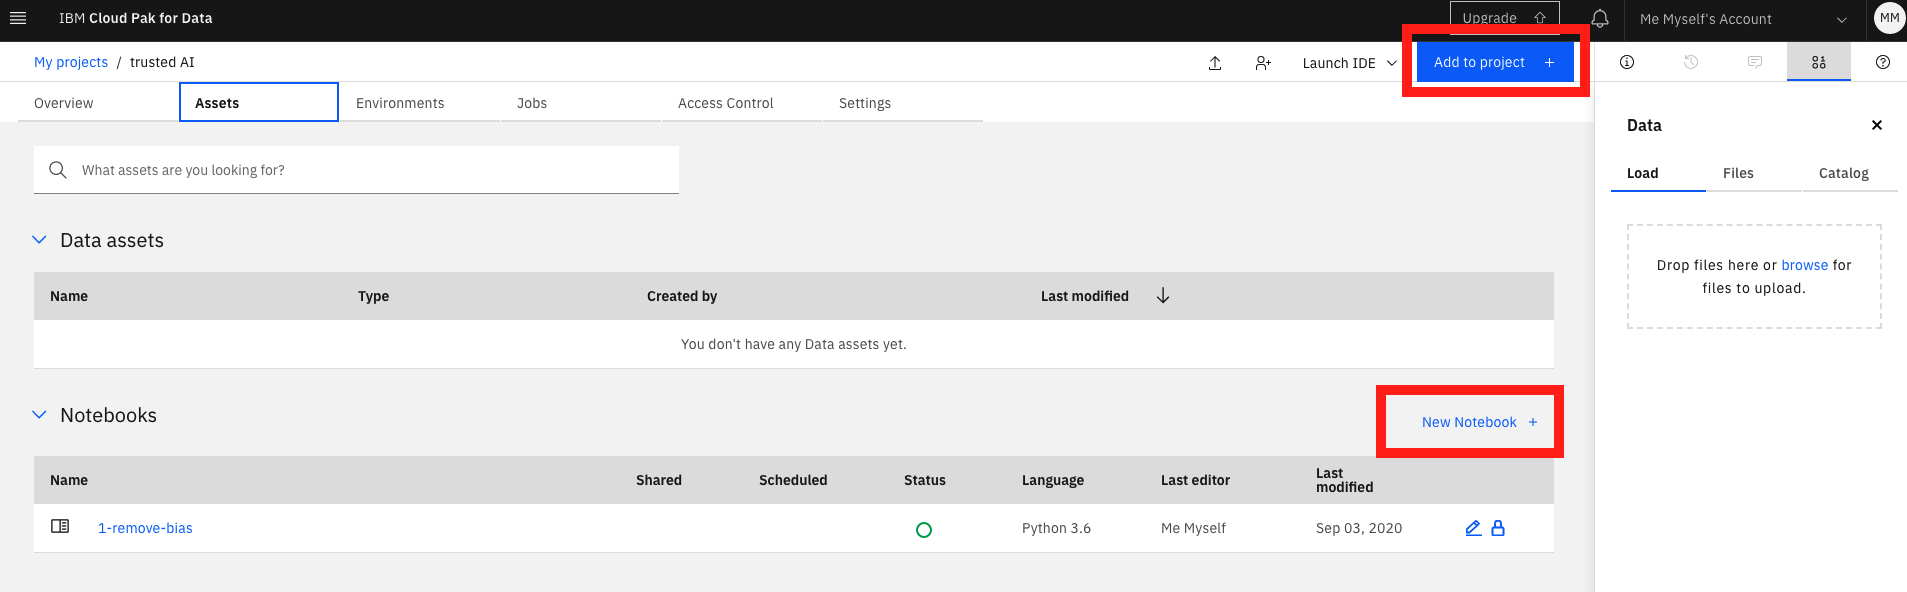 IBM Cloud Pak for Data
Upgrade
Me Myself's Account
MM
My projects / trusted AI
Launch IDE
Add to project +
Overview
Assets
Environments
Jobs
Access Control
Settings
What assets are you looking for?
Data assets
Name Type Created by Last modified
You don't have any Data assets yet.
Notebooks
New Notebook +
Name Shared Scheduled Status Language Last editor Last
modified
1-remove-bias Python 3.6 Me Myself Sep 03, 2020
Data
Load Files Catalog
Drop files here or browse for
files to upload.